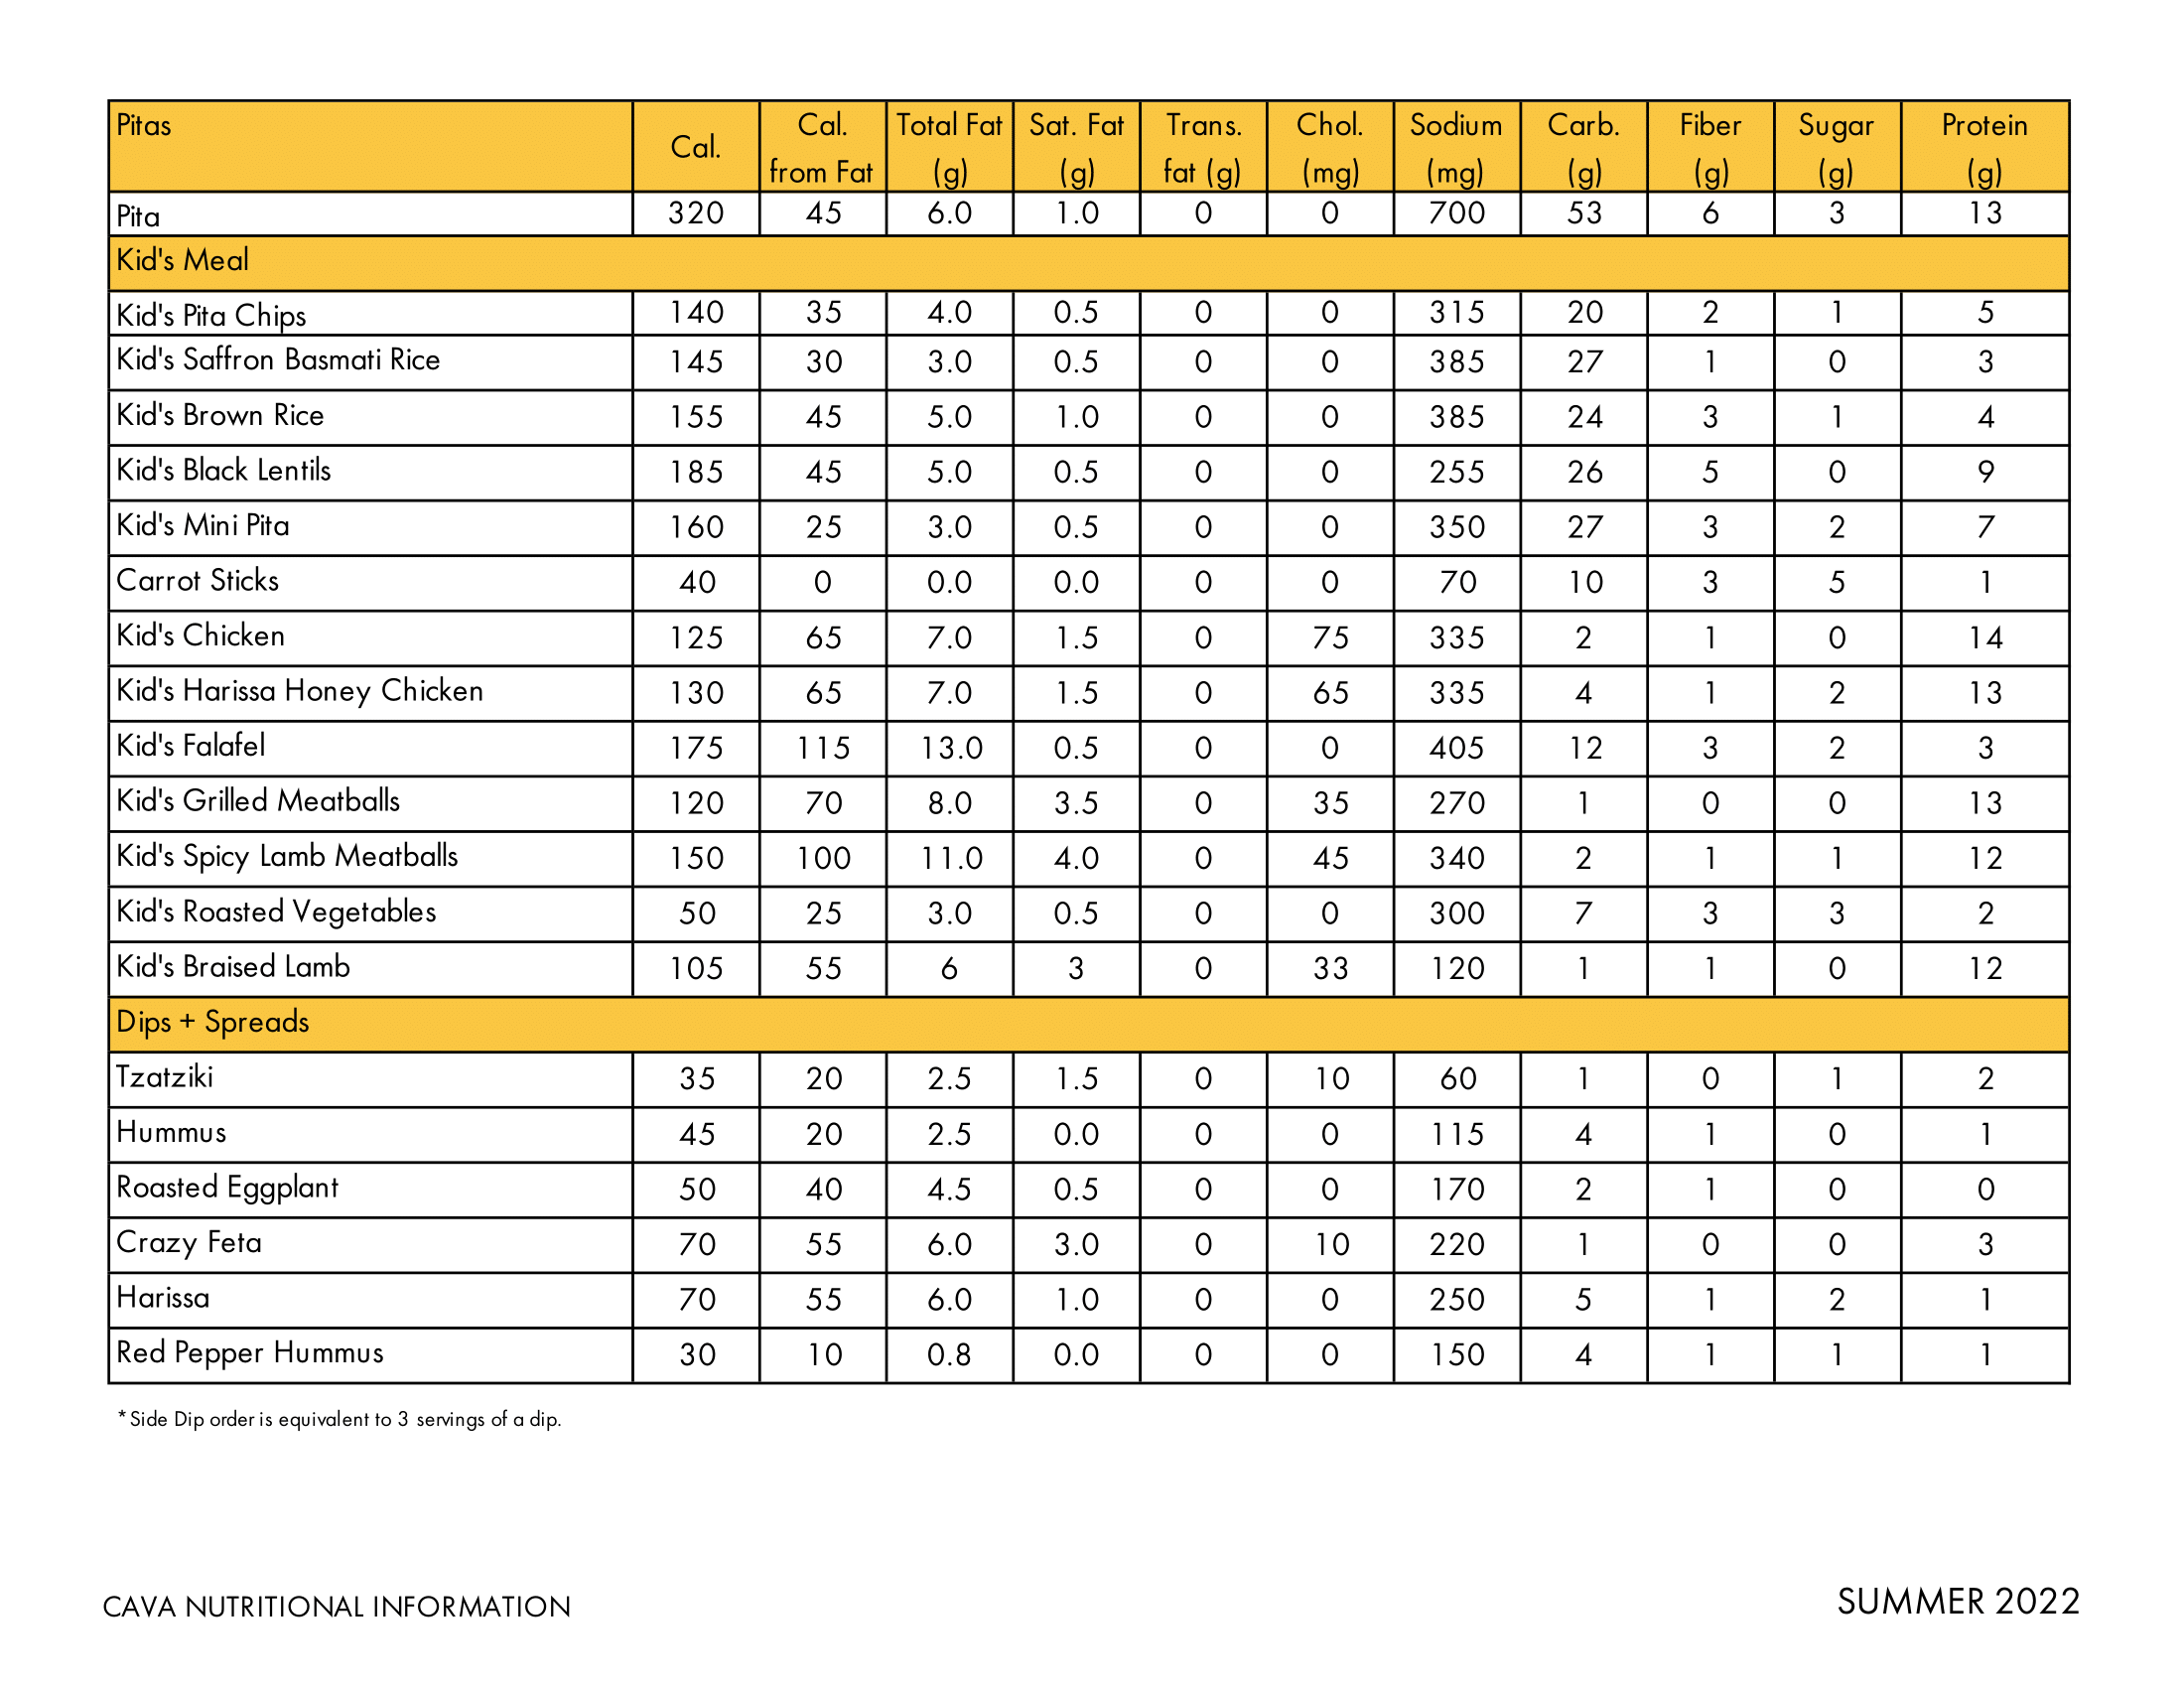 Pitas Cal. Cal. from Fat Total Fat (g) Sat. Fat (g) Trans. fat (g) Chol. (mg) Sodium (mg) Carb. (g) Fiber (g) Sugar (g) Protein (g)
Pita 320 45 6.0 1.0 0 0 700 53 6 3 13
Kid's Meal
Kid's Pita Chips 140 35 4.0 0.5 0 0 315 20 2 1 5
Kid's Saffron Basmati Rice 145 30 3.0 0.5 0 0 385 27 1 0 3
Kid's Brown Rice 155 45 5.0 1.0 0 0 385 24 3 1 4
Kid's Black Lentils 185 45 5.0 0.5 0 0 255 26 5 0 9
Kid's Mini Pita 160 25 3.0 0.5 0 0 350 27 3 2 7
Carrot Sticks 40 0 0.0 0.0 0 0 70 10 3 5 1
Kid's Chicken 125 65 7.0 1.5 0 75 335 2 1 0 14
Kid's Harissa Honey Chicken 130 65 7.0 1.5 0 65 335 4 1 2 13
Kid's Falafel 175 115 13.0 0.5 0 0 405 12 3 2 3
Kid's Grilled Meatballs 120 70 8.0 3.5 0 35 270 1 0 0 13
Kid's Spicy Lamb Meatballs 150 100 11.0 4.0 0 45 340 2 1 1 12
Kid's Roasted Vegetables 50 25 3.0 0.5 0 0 300 7 3 3 2
Kid's Braised Lamb 105 55 6 3 0 33 120 1 1 0 12
Dips + Spreads
Tzatziki 35 20 2.5 1.5 0 10 60 1 0 1 2
Hummus 45 20 2.5 0.0 0 0 115 4 1 0 1
Roasted Eggplant 50 40 4.5 0.5 0 0 170 2 1 0 0
Crazy Feta 70 55 6.0 3.0 0 10 220 1 0 0 3
Harissa 70 55 6.0 1.0 0 0 250 5 1 2 1
Red Pepper Hummus 30 10 0.8 0.0 0 0 150 4 1 1 1
*Side Dip order is equivalent to 3 servings of a dip.
CAVA NUTRITIONAL INFORMATION
SUMMER 2022